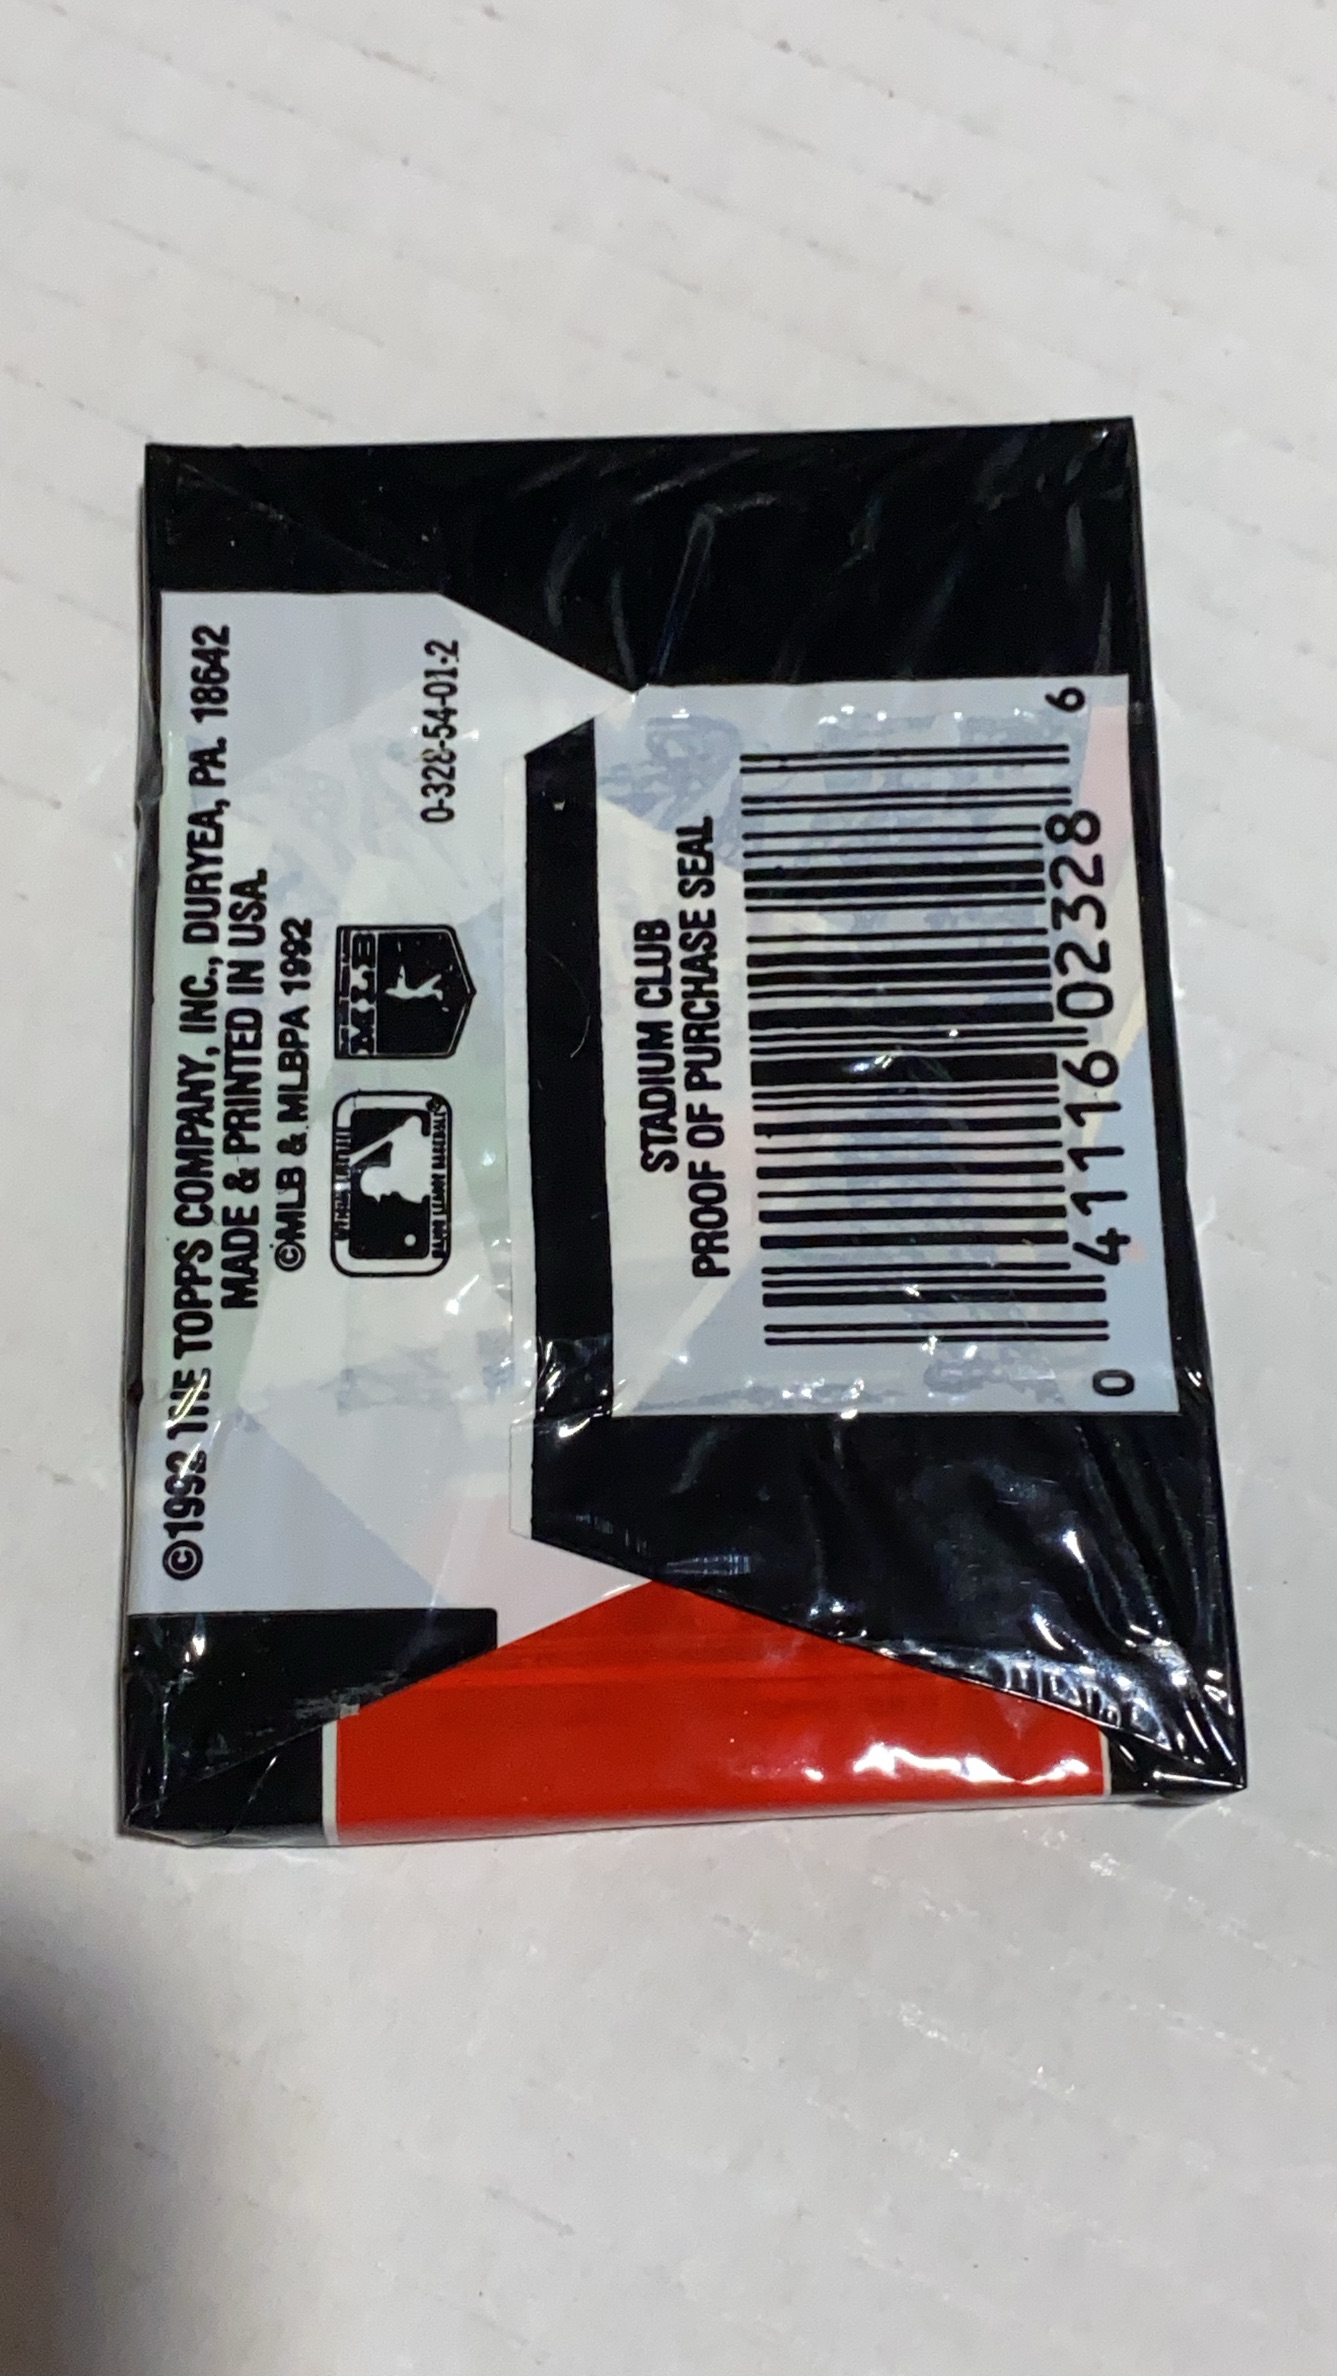 ©1992 THE TOPPS COMPANY, INC., DURYEA, PA. 18642
MADE & PRINTED IN USA.
©MLB & MLBPA 1992
MLB
0-328-54-01-2
STADIUM CLUB
PROOF OF PURCHASE SEAL
0 41116 02328 6